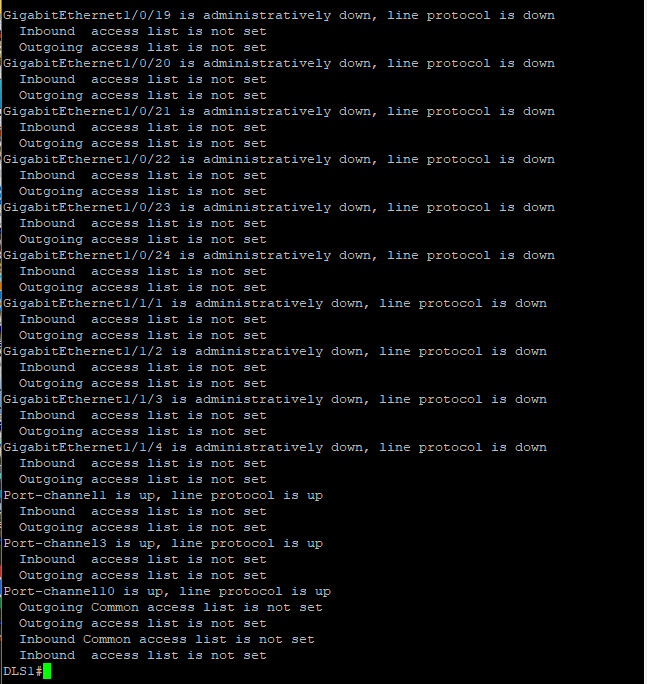 GigabitEthernet1/0/19 is administratively down, line protocol is down
  Inbound  access list is not set
  Outgoing access list is not set
GigabitEthernet1/0/20 is administratively down, line protocol is down
  Inbound  access list is not set
  Outgoing access list is not set
GigabitEthernet1/0/21 is administratively down, line protocol is down
  Inbound  access list is not set
  Outgoing access list is not set
GigabitEthernet1/0/22 is administratively down, line protocol is down
  Inbound  access list is not set
  Outgoing access list is not set
GigabitEthernet1/0/23 is administratively down, line protocol is down
  Inbound  access list is not set
  Outgoing access list is not set
GigabitEthernet1/0/24 is administratively down, line protocol is down
  Inbound  access list is not set
  Outgoing access list is not set
GigabitEthernet1/1/1 is administratively down, line protocol is down
  Inbound  access list is not set
  Outgoing access list is not set
GigabitEthernet1/1/2 is administratively down, line protocol is down
  Inbound  access list is not set
  Outgoing access list is not set
GigabitEthernet1/1/3 is administratively down, line protocol is down
  Inbound  access list is not set
  Outgoing access list is not set
GigabitEthernet1/1/4 is administratively down, line protocol is down
  Inbound  access list is not set
  Outgoing access list is not set
Port-channel1 is up, line protocol is up
  Inbound  access list is not set
  Outgoing access list is not set
Port-channel3 is up, line protocol is up
  Inbound  access list is not set
  Outgoing access list is not set
Port-channel10 is up, line protocol is up
  Outgoing Common access list is not set
  Outgoing access list is not set
  Inbound Common access list is not set
  Inbound  access list is not set
DLS1#